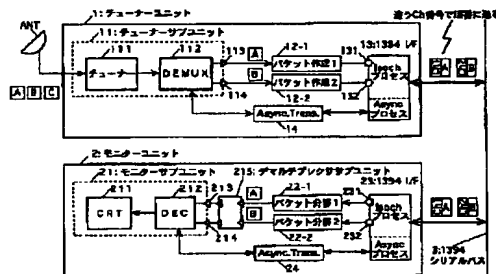 1: チューナーユニット
違うCh番号で
ANT
11: チューナーサブユニット
111
112
113
A
12-1
131
13:1394 I/F
チューナー
DEMUX
パケット作成1
Isoch
プロセス
B
パケット作成2
A B C
114
12-2
132
Async.Trans.
Async
プロセス
14
2: モニターユニット
21: モニターサブユニット
215: デマルチプレクササブユニット
211
212
213
A
22-1
231
23:1394 I/F
CRT
DEC
パケット分解1
Isoch
プロセス
B
パケット分解2
214
22-2
232
Async.Trans.
Async
プロセス
24
3:1394
シリアルバス